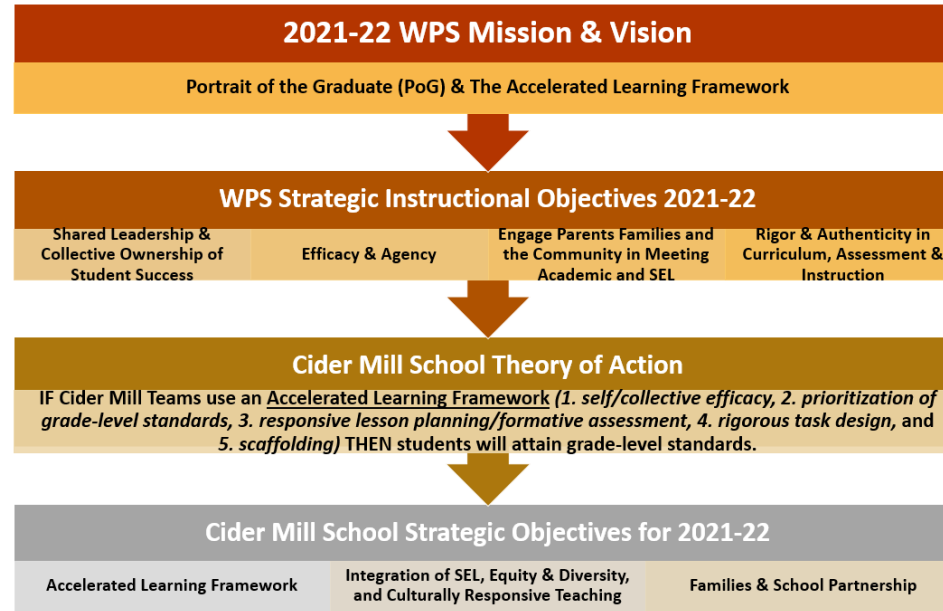 2021-22 WPS Mission & Vision
Portrait of the Graduate (PoG) & The Accelerated Learning Framework
WPS Strategic Instructional Objectives 2021-22
Shared Leadership &
Collective Ownership of
Student Success
Efficacy & Agency
Engage Parents Families and
the Community in Meeting
Academic and SEL
Rigor & Authenticity in
Curriculum, Assessment &
Instruction
Cider Mill School Theory of Action
IF Cider Mill Teams use an Accelerated Learning Framework (1. self/collective efficacy, 2. prioritization of
grade-level standards, 3. responsive lesson planning/formative assessment, 4. rigorous task design, and
5. scaffolding) THEN students will attain grade-level standards.
Cider Mill School Strategic Objectives for 2021-22
Accelerated Learning Framework
Integration of SEL, Equity & Diversity,
and Culturally Responsive Teaching
Families & School Partnership